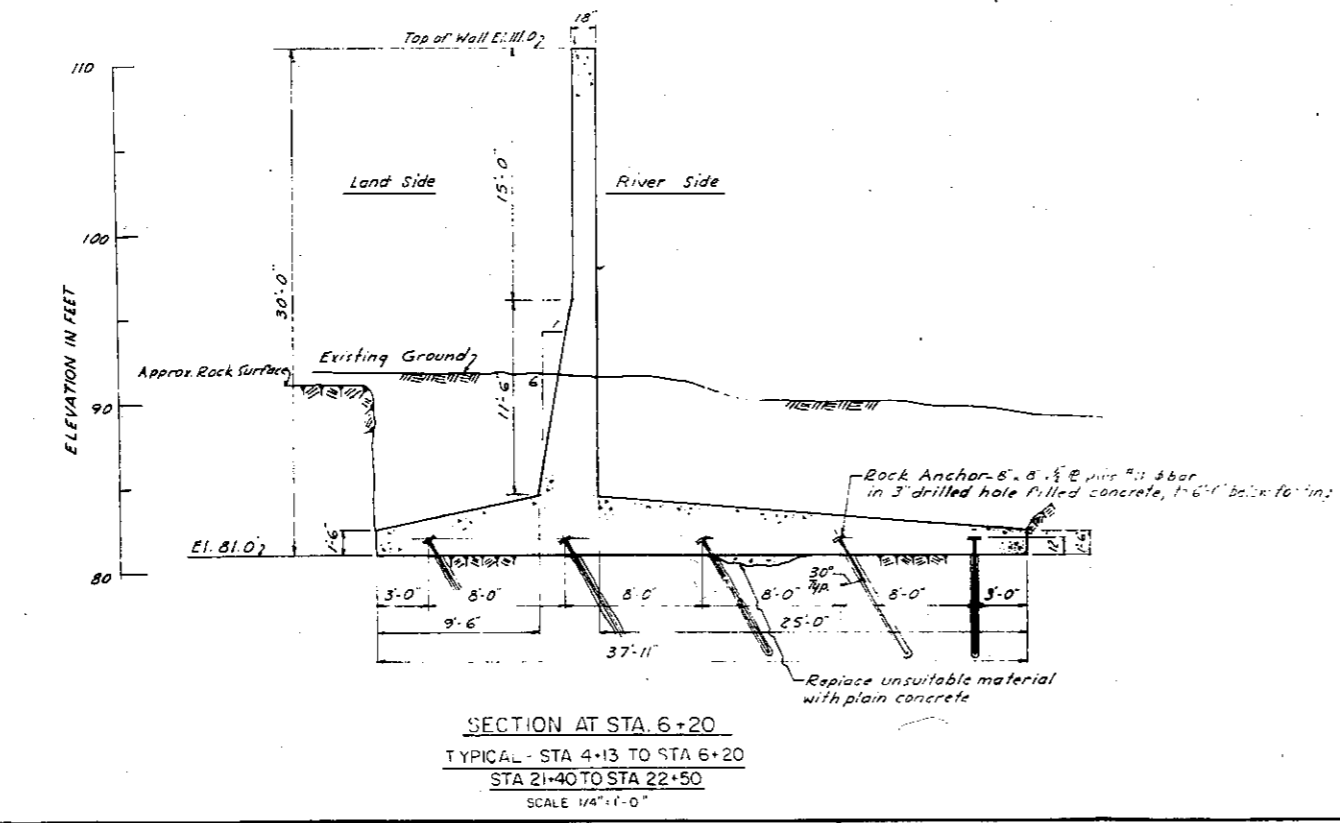 18"
Top of Wall El.111.0
110
Land Side
15'-0"
River Side
100
30'-0"
ELEVATION IN FEET
1
Existing Ground
Approx. Rock Surface
6
11'-6"
90
Rock Anchor-8"x 8"
in 3" drilled hole filled concrete,
1'-6"
El. 81.0
12"
1'-6"
80
30°
Typ.
3'-0" 8'-0" 8'-0" 8'-0" 8'-0" 3'-0"
9'-6" 25'-0"
37'-11"
Replace unsuitable material
with plain concrete
SECTION AT STA. 6+20
TYPICAL - STA 4+13 TO STA 6+20
STA 21+40 TO STA 22+50
SCALE 1/4"=1'-0"